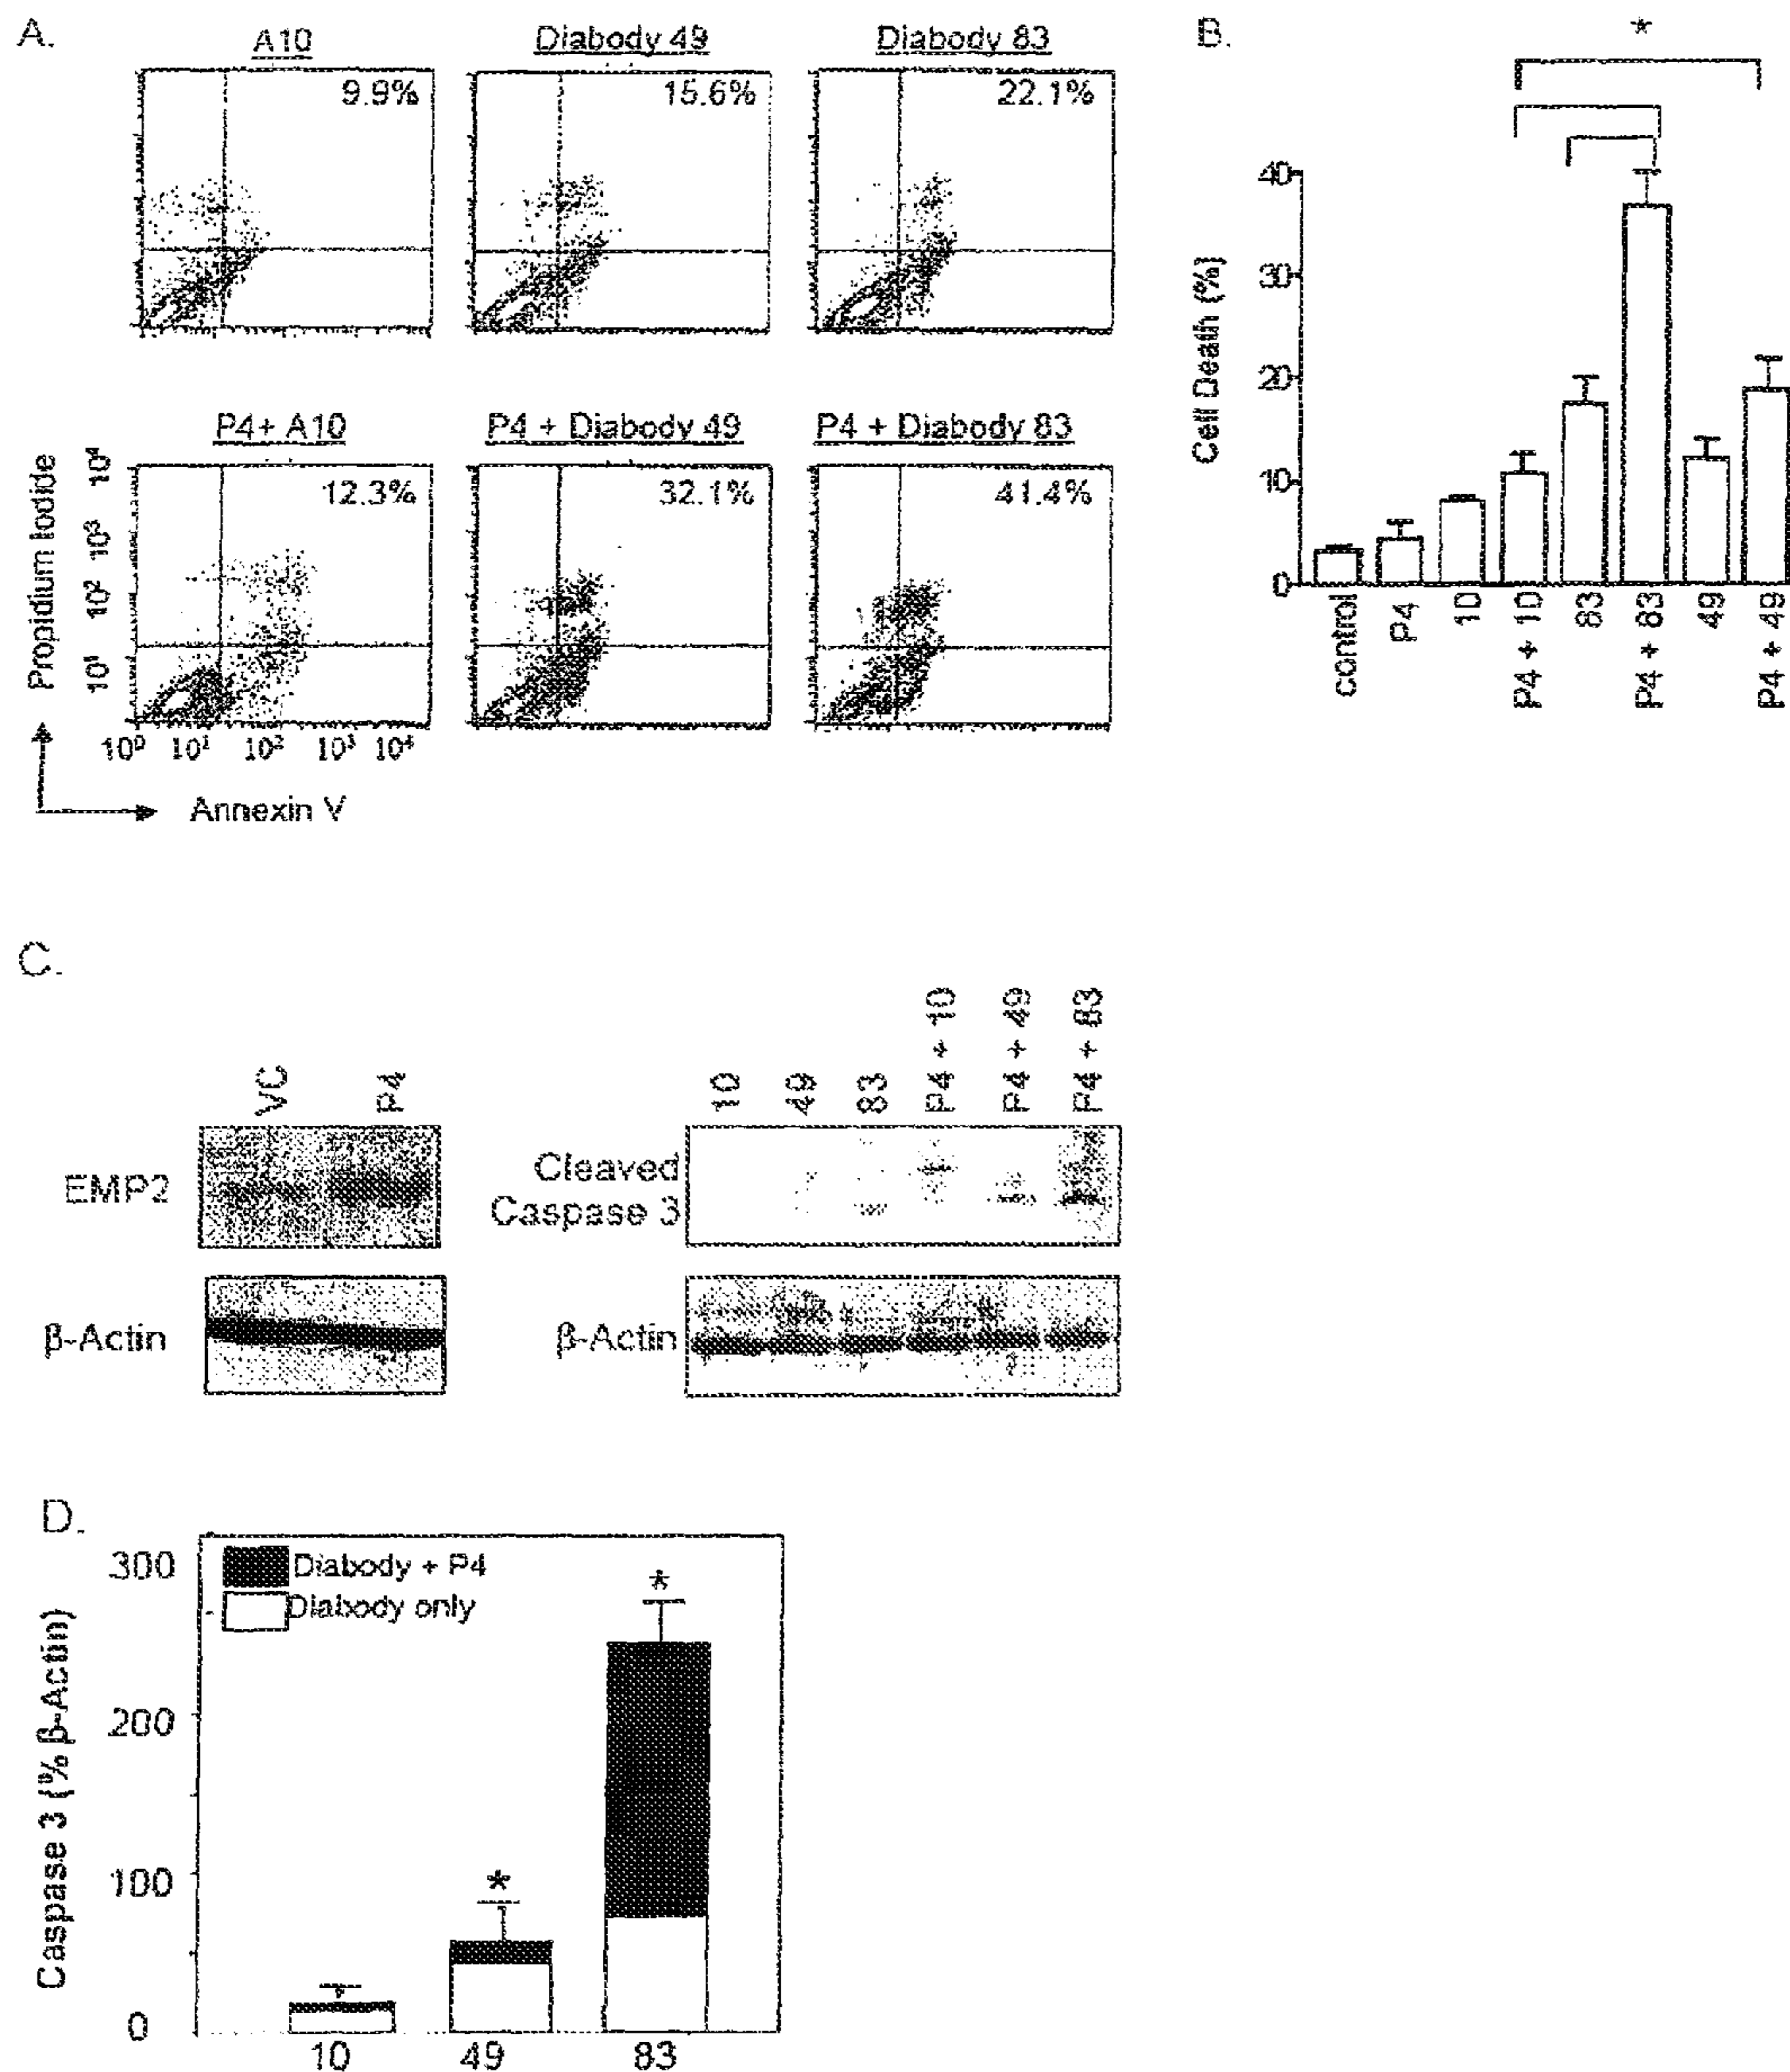 A.
A10
Diabody 49
Diabody 83
9.9%
15.6%
22.1%
P4+ A10
P4 + Diabody 49
P4 + Diabody 83
12.3%
32.1%
41.4%
Propidium Iodide
10⁴
10³
10²
10¹
10⁰ 10¹ 10² 10³ 10⁴
Annexin V
B.
*
Cell Death (%)
40
30
20
10
0
control
P4
10
P4 + 10
83
P4 + 83
49
P4 + 49
C.
VC
P4
EMP2
β-Actin
10
49
83
P4 + 10
P4 + 49
P4 + 83
Cleaved
Caspase 3
β-Actin
D.
Caspase 3 (% β-Actin)
300
200
100
0
Diabody + P4
Diabody only
*
*
10 49 83